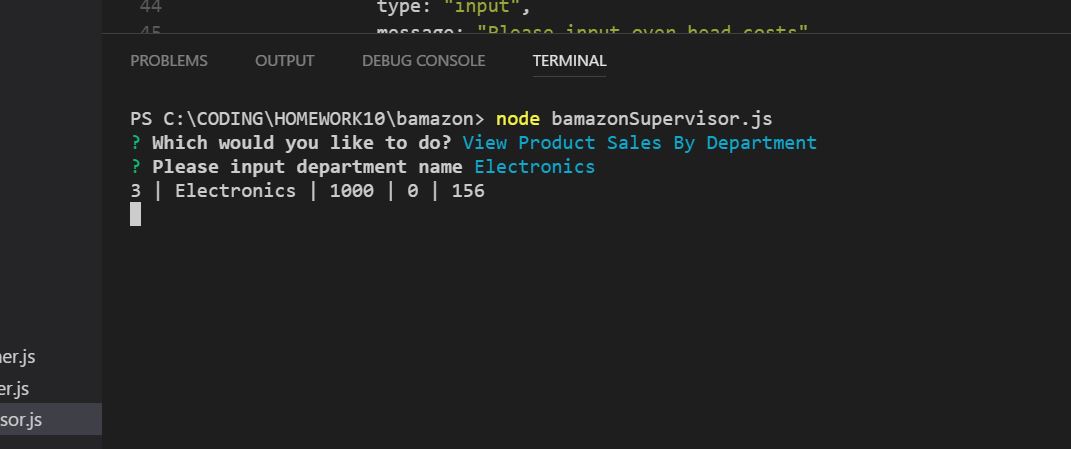 44 type: "input",
45 message: "Please input over head costs"
PROBLEMS OUTPUT DEBUG CONSOLE TERMINAL
PS C:\CODING\HOMEWORK10\bamazon> node bamazonSupervisor.js
? Which would you like to do? View Product Sales By Department
? Please input department name Electronics
3 | Electronics | 1000 | 0 | 156
er.js
er.js
sor.js